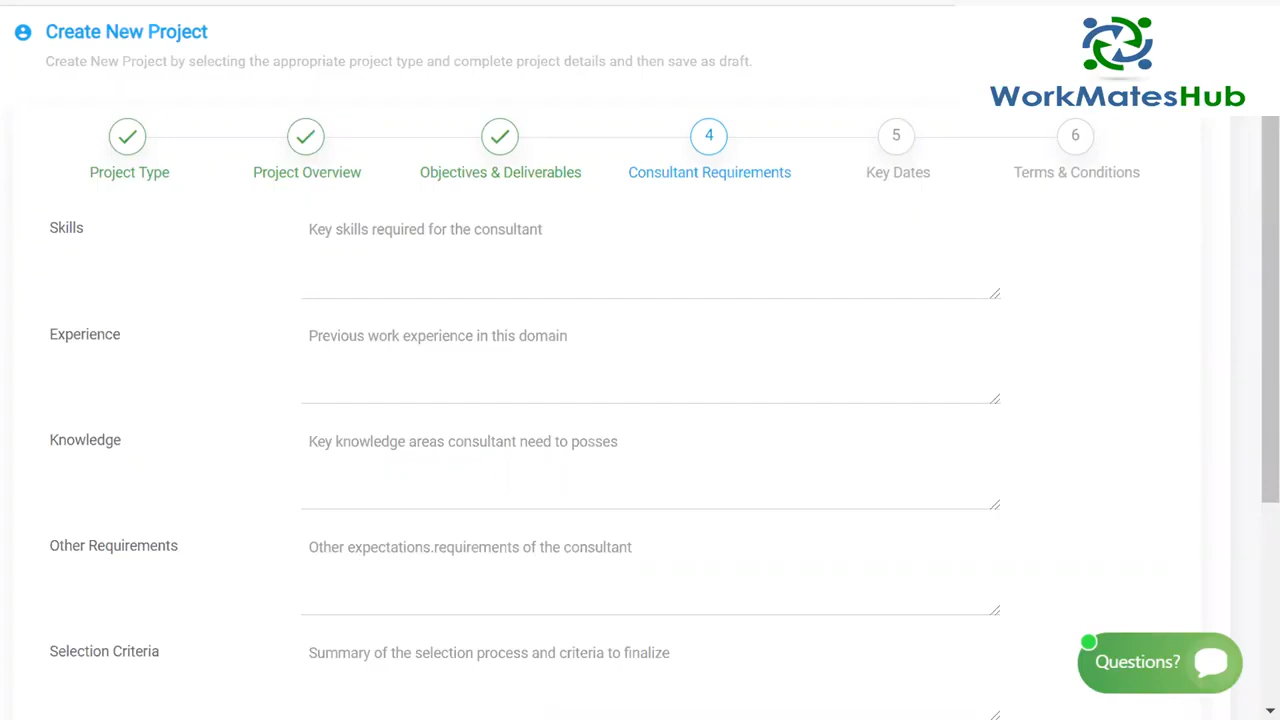 Create New Project
Create New Project by selecting the appropriate project type and complete project details and then save as draft.
WorkMatesHub
4
5
6
Project Type
Project Overview
Objectives & Deliverables
Consultant Requirements
Key Dates
Terms & Conditions
Skills
Key skills required for the consultant
Experience
Previous work experience in this domain
Knowledge
Key knowledge areas consultant need to posses
Other Requirements
Other expectations.requirements of the consultant
Selection Criteria
Summary of the selection process and criteria to finalize
Questions?